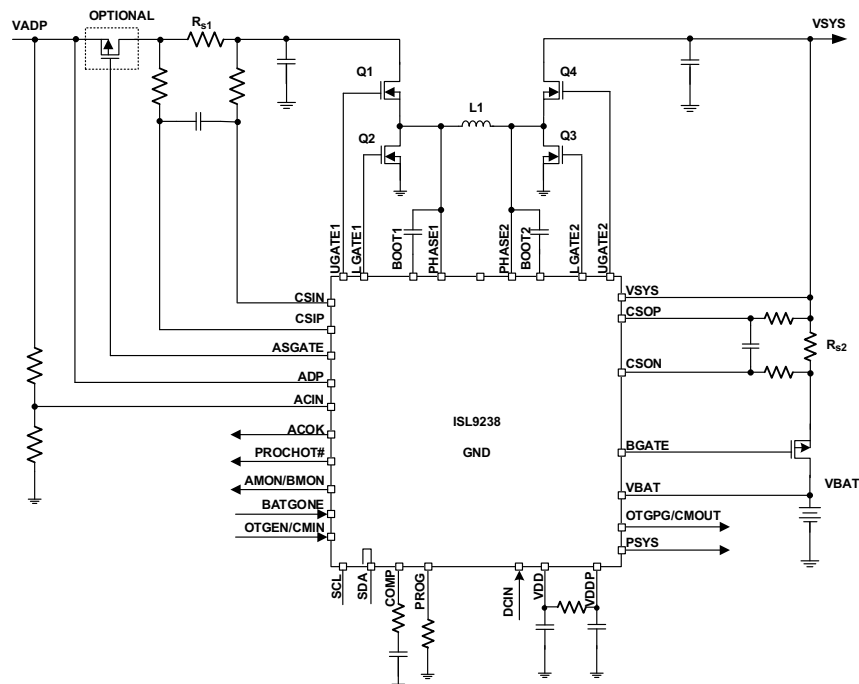 OPTIONAL
VADP
Rs1
VSYS
Q1
Q4
L1
Q2
Q3
UGATE1
LGATE1
BOOT1
PHASE1
PHASE2
BOOT2
LGATE2
UGATE2
CSIN
VSYS
CSIP
CSOP
Rs2
ASGATE
CSON
ADP
ACIN
ISL9238
ACOK
GND
BGATE
PROCHOT#
AMON/BMON
VBAT
VBAT
BATGONE
OTGPG/CMOUT
OTGEN/CMIN
PSYS
SCL
SDA
COMP
PROG
DCIN
VDD
VDDP